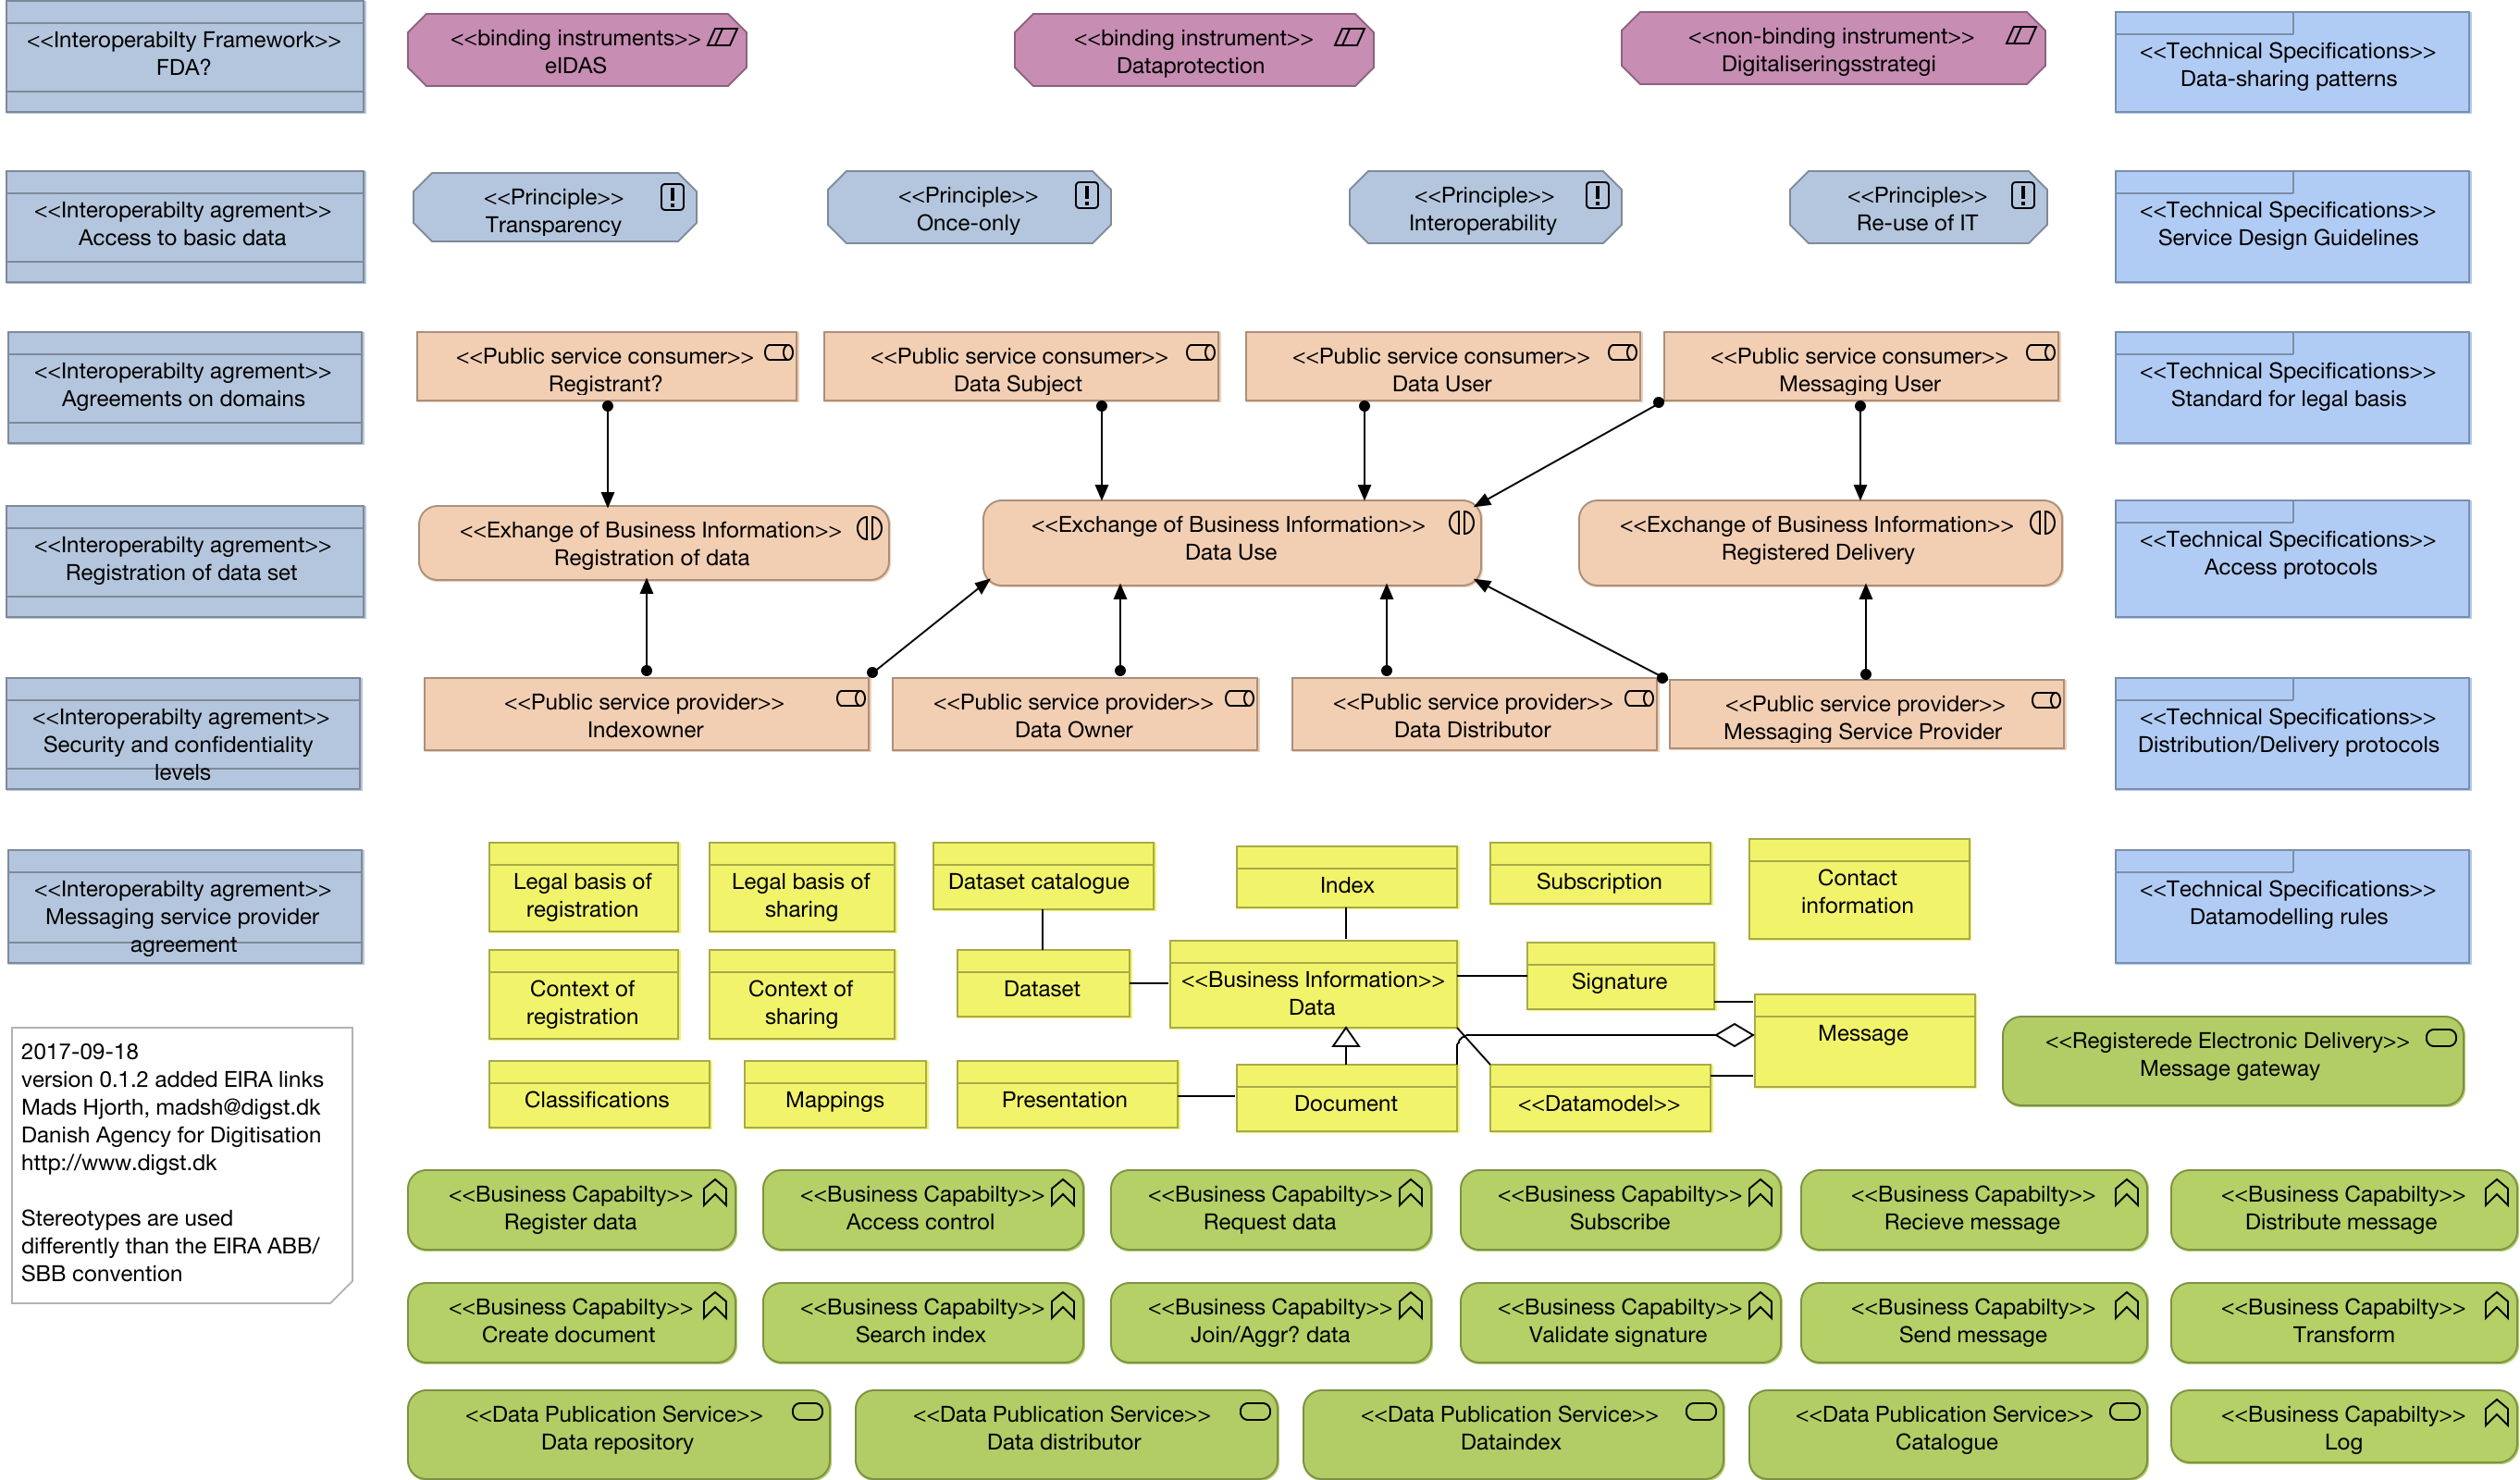 <<Interoperabilty Framework>>
FDA?
<<binding instruments>>
eIDAS
<<binding instrument>>
Dataprotection
<<non-binding instrument>>
Digitaliseringsstrategi
<<Technical Specifications>>
Data-sharing patterns
<<Interoperabilty agrement>>
Access to basic data
<<Principle>>
Transparency
<<Principle>>
Once-only
<<Principle>>
Interoperability
<<Principle>>
Re-use of IT
<<Technical Specifications>>
Service Design Guidelines
<<Interoperabilty agrement>>
Agreements on domains
<<Public service consumer>>
Registrant?
<<Public service consumer>>
Data Subject
<<Public service consumer>>
Data User
<<Public service consumer>>
Messaging User
<<Technical Specifications>>
Standard for legal basis
<<Interoperabilty agrement>>
Registration of data set
<<Exhange of Business Information>>
Registration of data
<<Exchange of Business Information>>
Data Use
<<Exchange of Business Information>>
Registered Delivery
<<Technical Specifications>>
Access protocols
<<Interoperabilty agrement>>
Security and confidentiality
levels
<<Public service provider>>
Indexowner
<<Public service provider>>
Data Owner
<<Public service provider>>
Data Distributor
<<Public service provider>>
Messaging Service Provider
<<Technical Specifications>>
Distribution/Delivery protocols
<<Interoperabilty agrement>>
Messaging service provider
agreement
Legal basis of
registration
Legal basis of
sharing
Dataset catalogue
Index
Subscription
Contact
information
<<Technical Specifications>>
Datamodelling rules
Context of
registration
Context of
sharing
Dataset
<<Business Information>>
Data
Signature
Message
Classifications
Mappings
Presentation
Document
<<Datamodel>>
<<Registerede Electronic Delivery>>
Message gateway
2017-09-18
version 0.1.2 added EIRA links
Mads Hjorth, madsh@digst.dk
Danish Agency for Digitisation
http://www.digst.dk
Stereotypes are used
differently than the EIRA ABB/
SBB convention
<<Business Capabilty>>
Register data
<<Business Capabilty>>
Access control
<<Business Capabilty>>
Request data
<<Business Capabilty>>
Subscribe
<<Business Capabilty>>
Recieve message
<<Business Capabilty>>
Distribute message
<<Business Capabilty>>
Create document
<<Business Capabilty>>
Search index
<<Business Capabilty>>
Join/Aggr? data
<<Business Capabilty>>
Validate signature
<<Business Capabilty>>
Send message
<<Business Capabilty>>
Transform
<<Data Publication Service>>
Data repository
<<Data Publication Service>>
Data distributor
<<Data Publication Service>>
Dataindex
<<Data Publication Service>>
Catalogue
<<Business Capabilty>>
Log